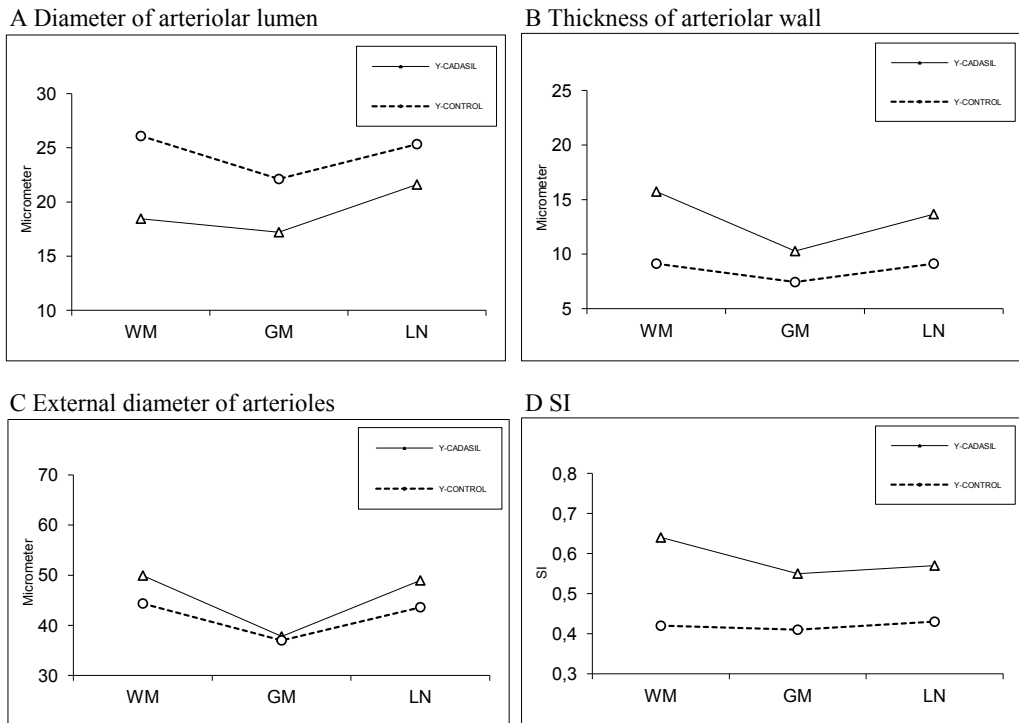 A Diameter of arteriolar lumen
Y-CADASIL
Y-CONTROL
30
25
20
15
10
Micrometer
WM GM LN
B Thickness of arteriolar wall
Y-CADASIL
Y-CONTROL
25
20
15
10
5
Micrometer
WM GM LN
C External diameter of arterioles
Y-CADASIL
Y-CONTROL
70
60
50
40
30
Micrometer
WM GM LN
D SI
Y-CADASIL
Y-CONTROL
0,8
0,7
0,6
0,5
0,4
0,3
SI
WM GM LN